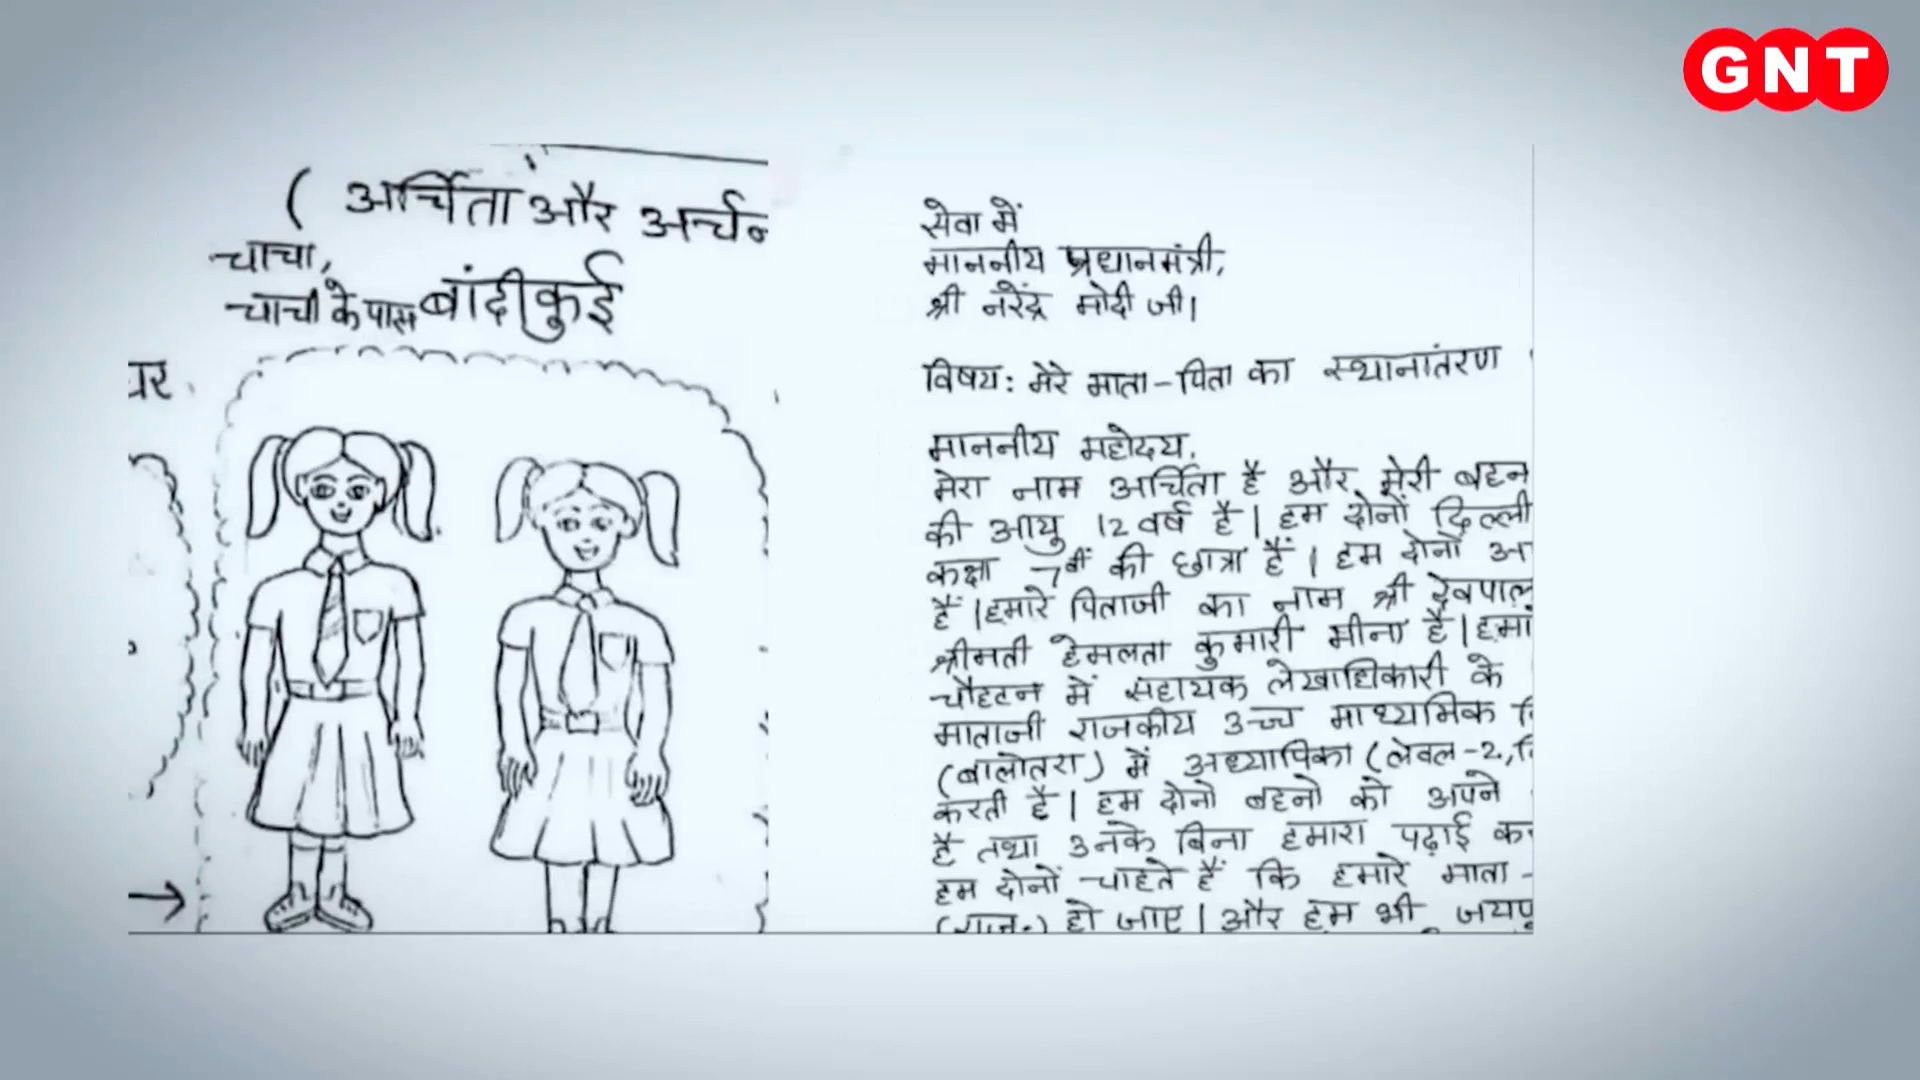 GNT
( अर्चिता और अर्चन
चाचा,
चाची के पास बांदीकुई
सेवा में
माननीय प्रधानमंत्री,
श्री नरेंद्र मोदी जी।
विषय: मेरे माता-पिता का स्थानांतरण
माननीय महोदय,
मेरा नाम अर्चिता है और मेरी बहन
की आयु 12 वर्ष है। हम दोनों दिल्ली
कक्षा 7वीं की छात्रा हैं। हम दोनों अ
हैं। हमारे पिताजी का नाम श्री देवपाल
श्रीमती हेमलता कुमारी मीना है। हमा
चौहटन में सहायक लेखाधिकारी के
माताजी राजकीय उच्च माध्यमिक वि
(बालोतरा) में अध्यापिका (लेवल-2,
करती है। हम दोनो बहनो को अपने
है तथा उनके बिना हमारा पढ़ाई कर
हम दोनों चाहते हैं कि हमारे माता-
(राज.) हो जाए। और हम भी जयपु